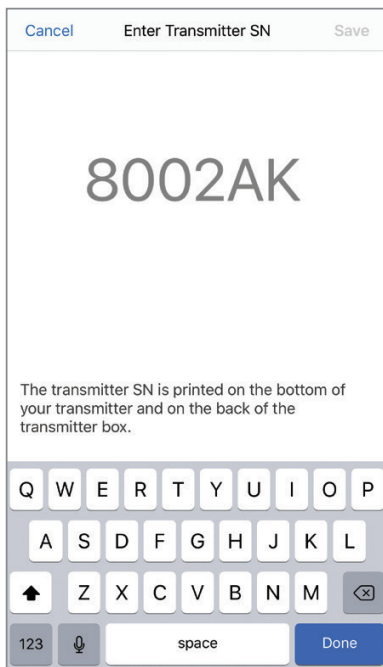 Cancel Enter Transmitter SN Save
8002AK
The transmitter SN is printed on the bottom of
your transmitter and on the back of the
transmitter box.
Q W E R T Y U I O P
A S D F G H J K L
Z X C V B N M
123 space Done